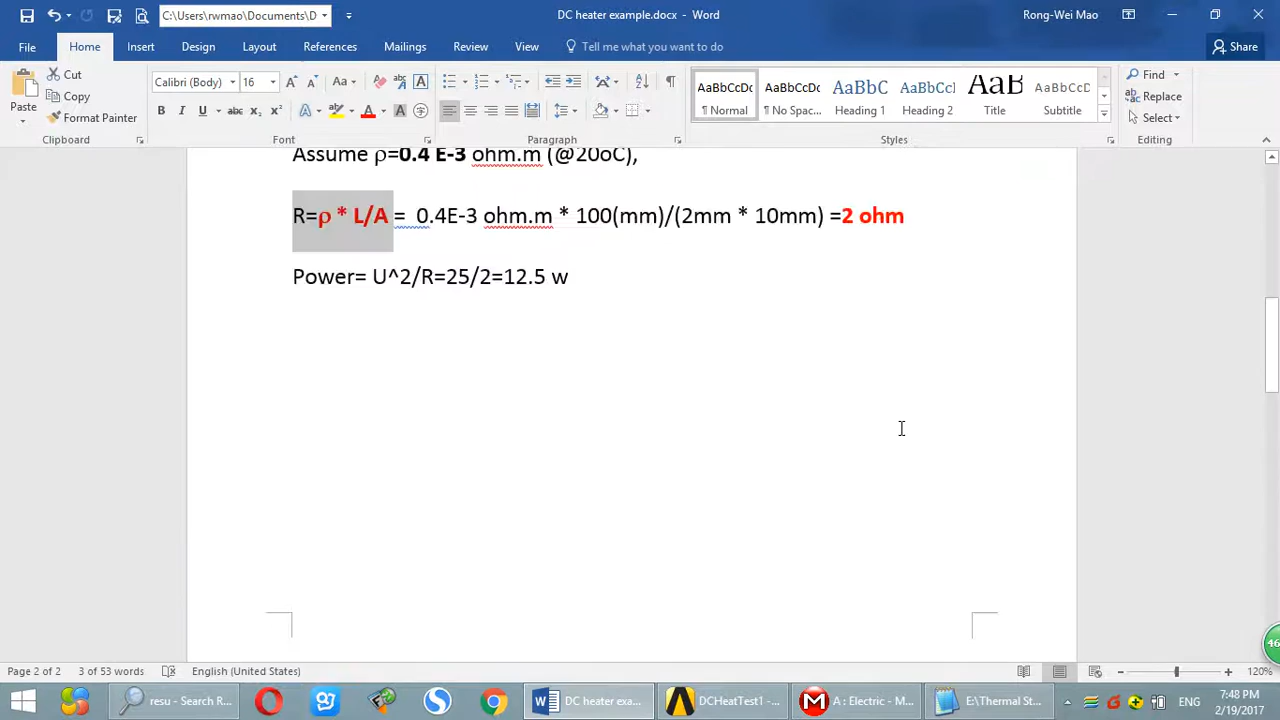 C:\Users\rwmao\Documents\D
DC heater example.docx - Word
Rong-Wei Mao
File Home Insert Design Layout References Mailings Review View Tell me what you want to do Share
Paste
Cut
Copy
Format Painter
Clipboard
Calibri (Body) 16
Font
Paragraph
AaBbCcDc ¶ Normal
AaBbCcDc ¶ No Spac...
AaBbC Heading 1
AaBbCcl Heading 2
AaB Title
AaBbCcD Subtitle
Styles
Find
Replace
Select
Editing
Assume ρ=0.4 E-3 ohm.m (@20oC),
R=ρ * L/A = 0.4E-3 ohm.m * 100(mm)/(2mm * 10mm) =2 ohm
Power= U^2/R=25/2=12.5 w
46
Page 2 of 2 3 of 53 words English (United States) 120%
resu - Search R...
DC heater exa...
DCHeatTest1 -...
A : Electric - M...
E:\Thermal St...
ENG
7:48 PM
2/19/2017